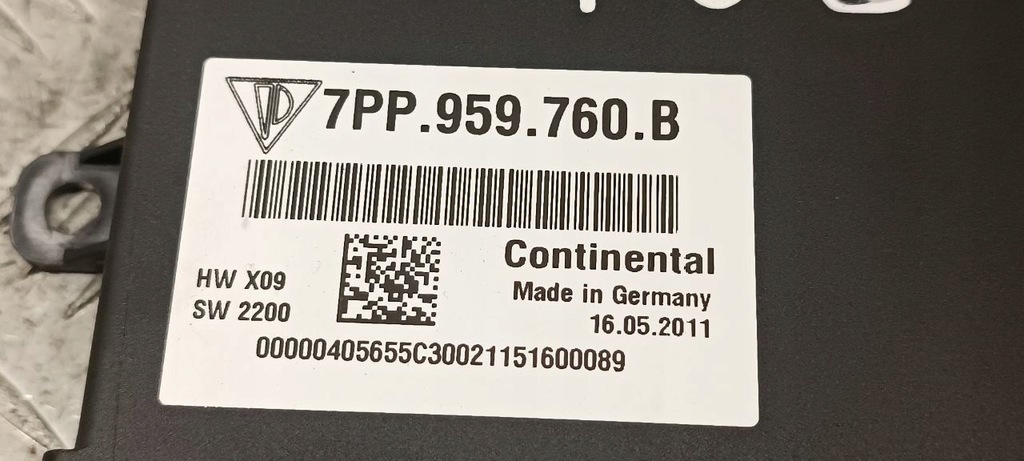 7PP.959.760.B
Continental
Made in Germany
16.05.2011
HW X09
SW 2200
00000405655C30021151600089